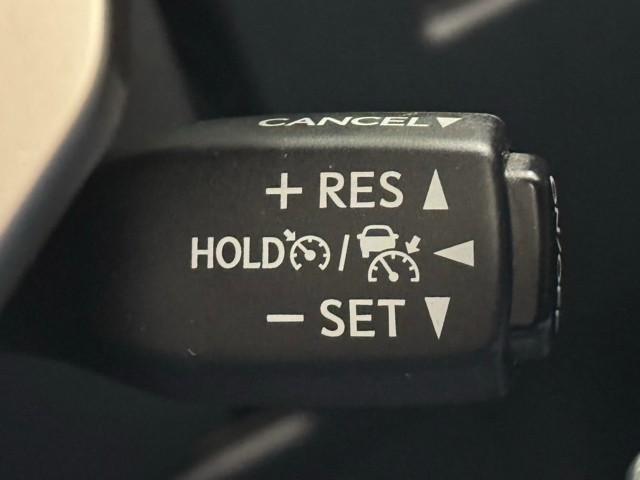 CANCEL
+ RES
HOLD /
- SET